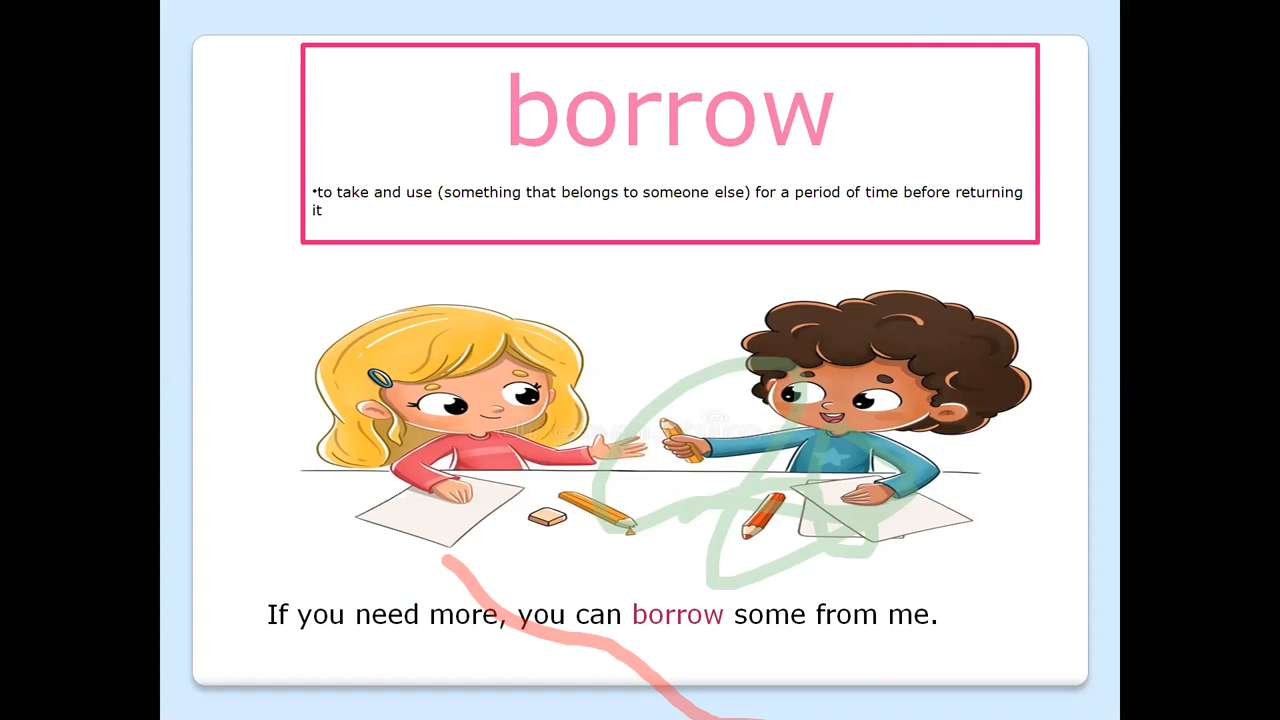 borrow
•to take and use (something that belongs to someone else) for a period of time before returning
it
If you need more, you can borrow some from me.